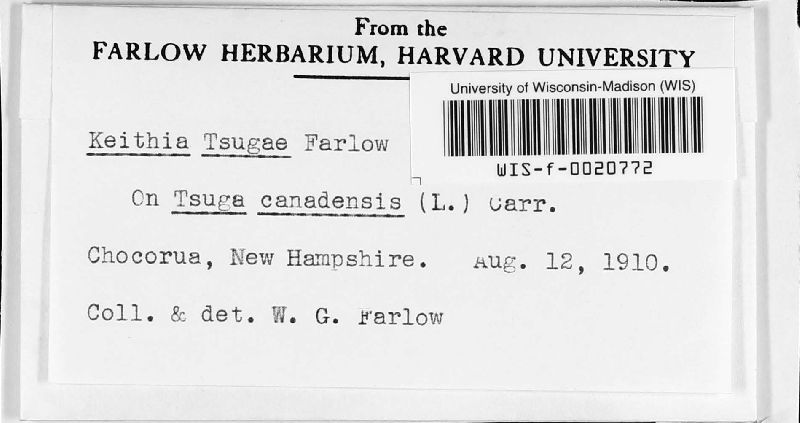 From the
FARLOW HERBARIUM, HARVARD UNIVERSITY
University of Wisconsin-Madison (WIS)
WIS-f-0020772
Keithia Tsugae Farlow
On Tsuga canadensis (L.) Carr.
Chocorua, New Hampshire. Aug. 12, 1910.
Coll. & det. W. G. Farlow